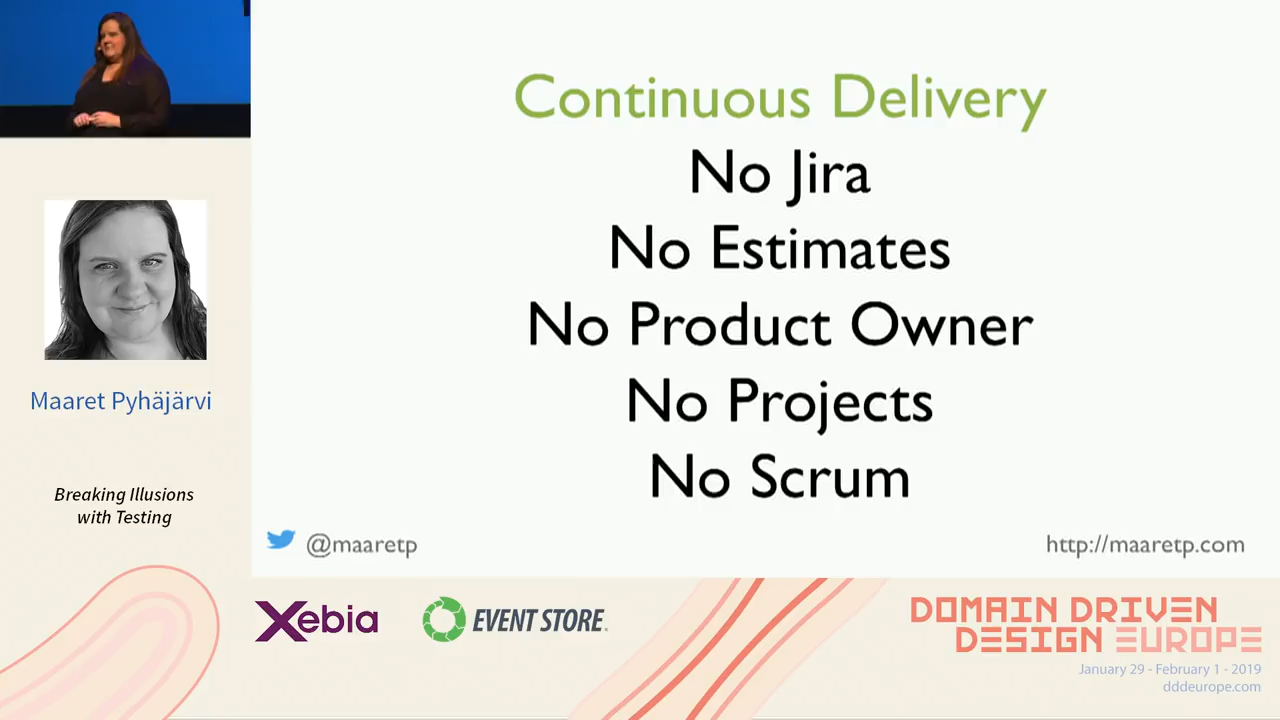 Continuous Delivery
No Jira
No Estimates
No Product Owner
No Projects
No Scrum
@maaretp
http://maaretp.com
Maaret Pyhäjärvi
Breaking Illusions
with Testing
Xebia
EVENT STORE.
DOMAIN DRIVEN
DESIGN EUROPE
January 29 - February 1 - 2019
dddeurope.com